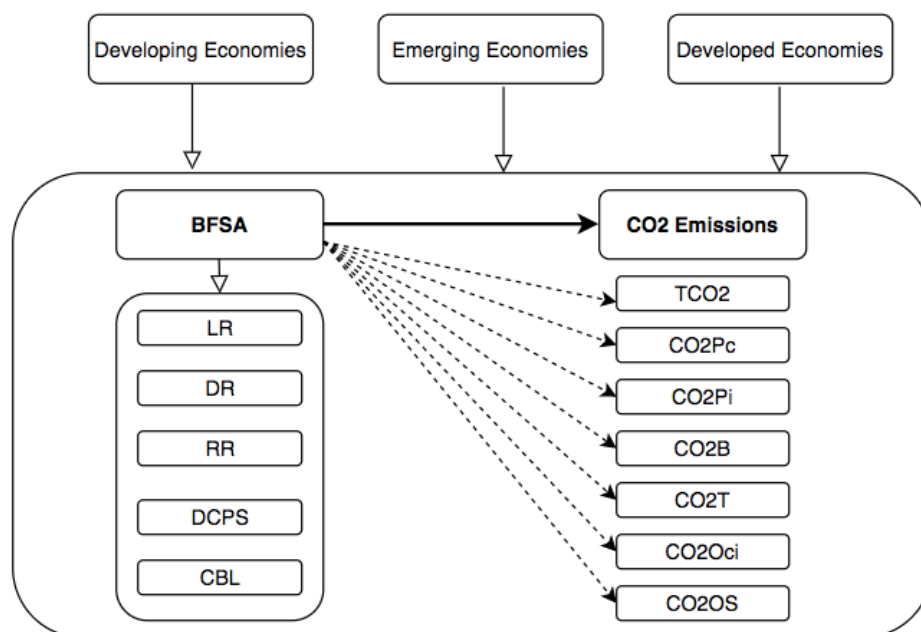 Developing Economies
Emerging Economies
Developed Economies
BFSA
CO2 Emissions
LR
DR
RR
DCPS
CBL
TCO2
CO2Pc
CO2Pi
CO2B
CO2T
CO2Oci
CO2OS